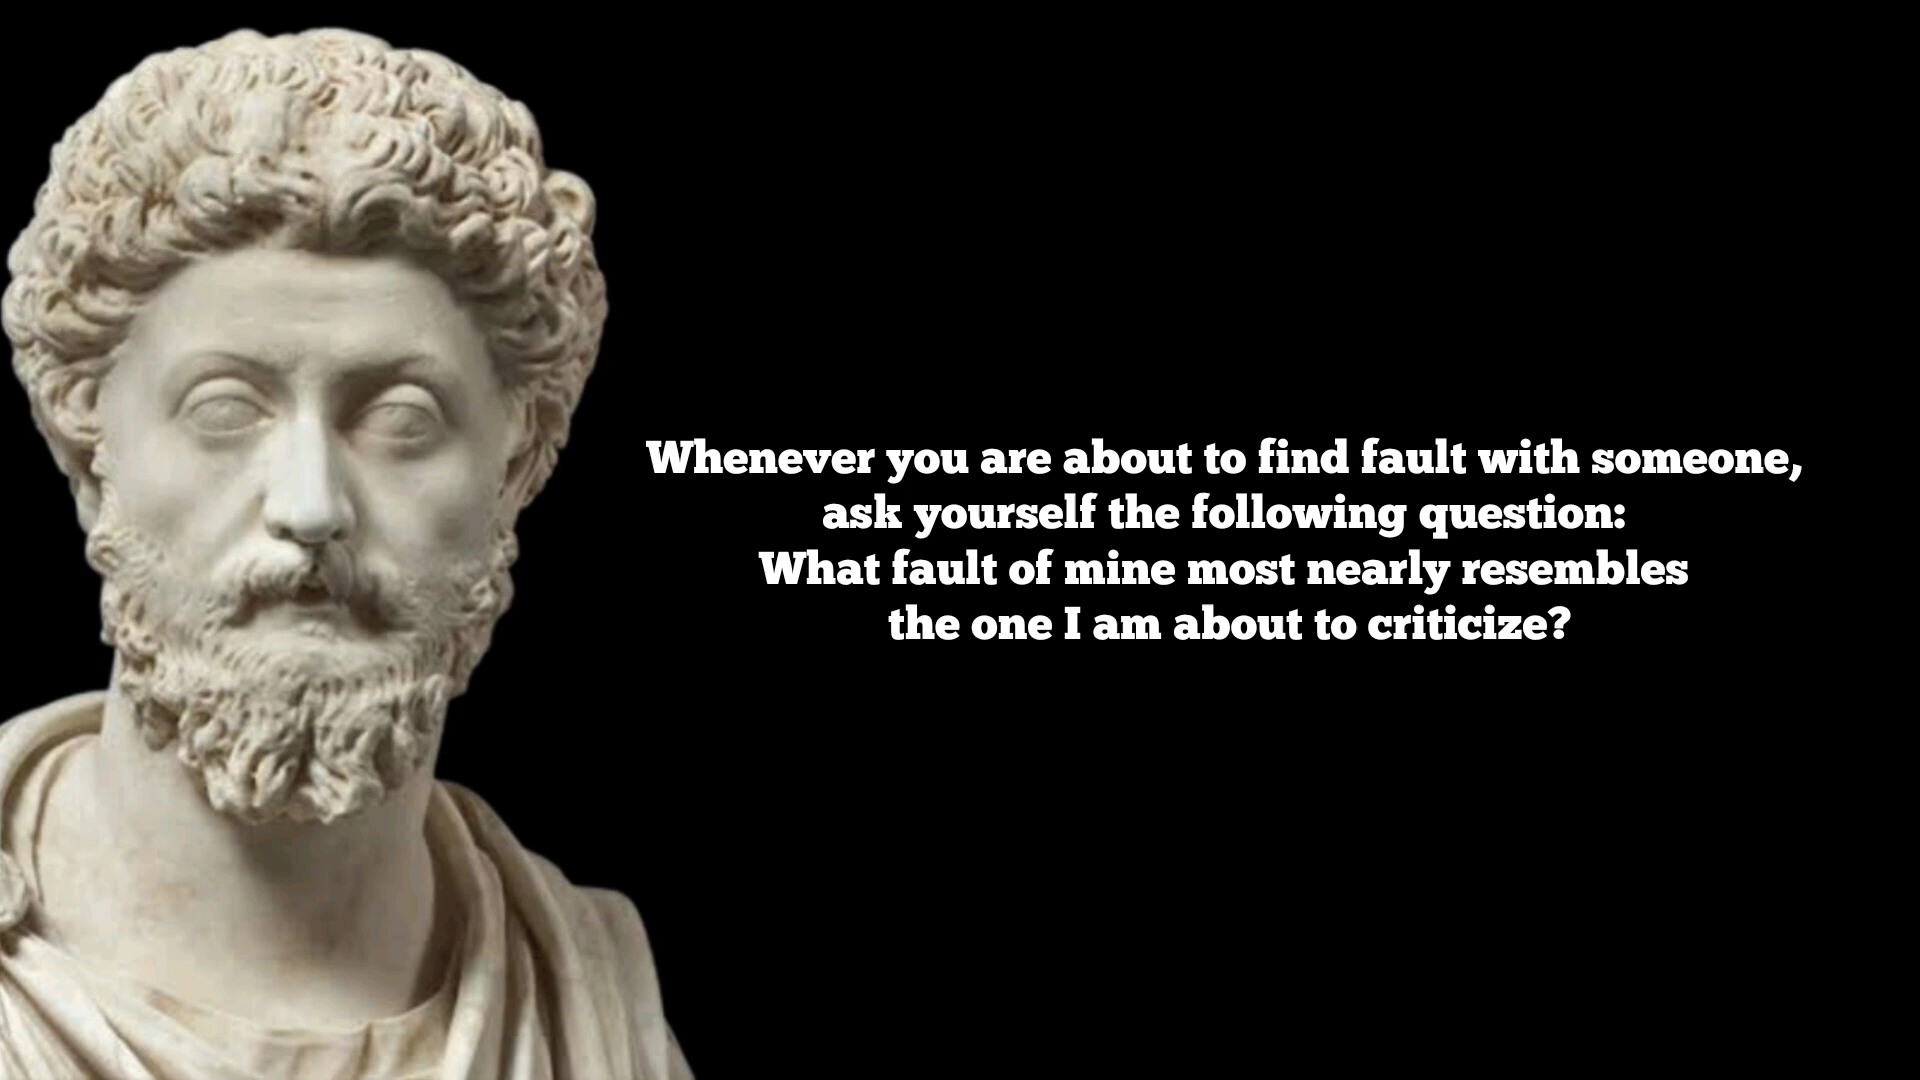 Whenever you are about to find fault with someone,
ask yourself the following question:
What fault of mine most nearly resembles
the one I am about to criticize?